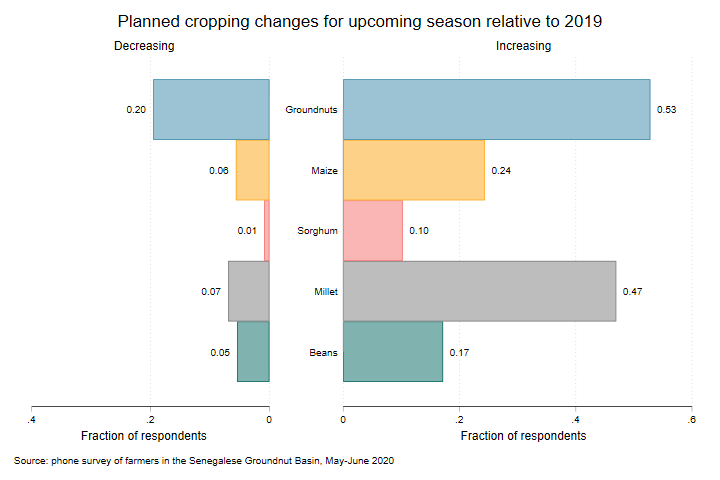 Planned cropping changes for upcoming season relative to 2019
Decreasing Increasing
0.20 Groundnuts 0.53
0.06 Maize 0.24
0.01 Sorghum 0.10
0.07 Millet 0.47
0.05 Beans 0.17
.4 .2 0 0 .2 .4 .6
Fraction of respondents Fraction of respondents
Source: phone survey of farmers in the Senegalese Groundnut Basin, May-June 2020